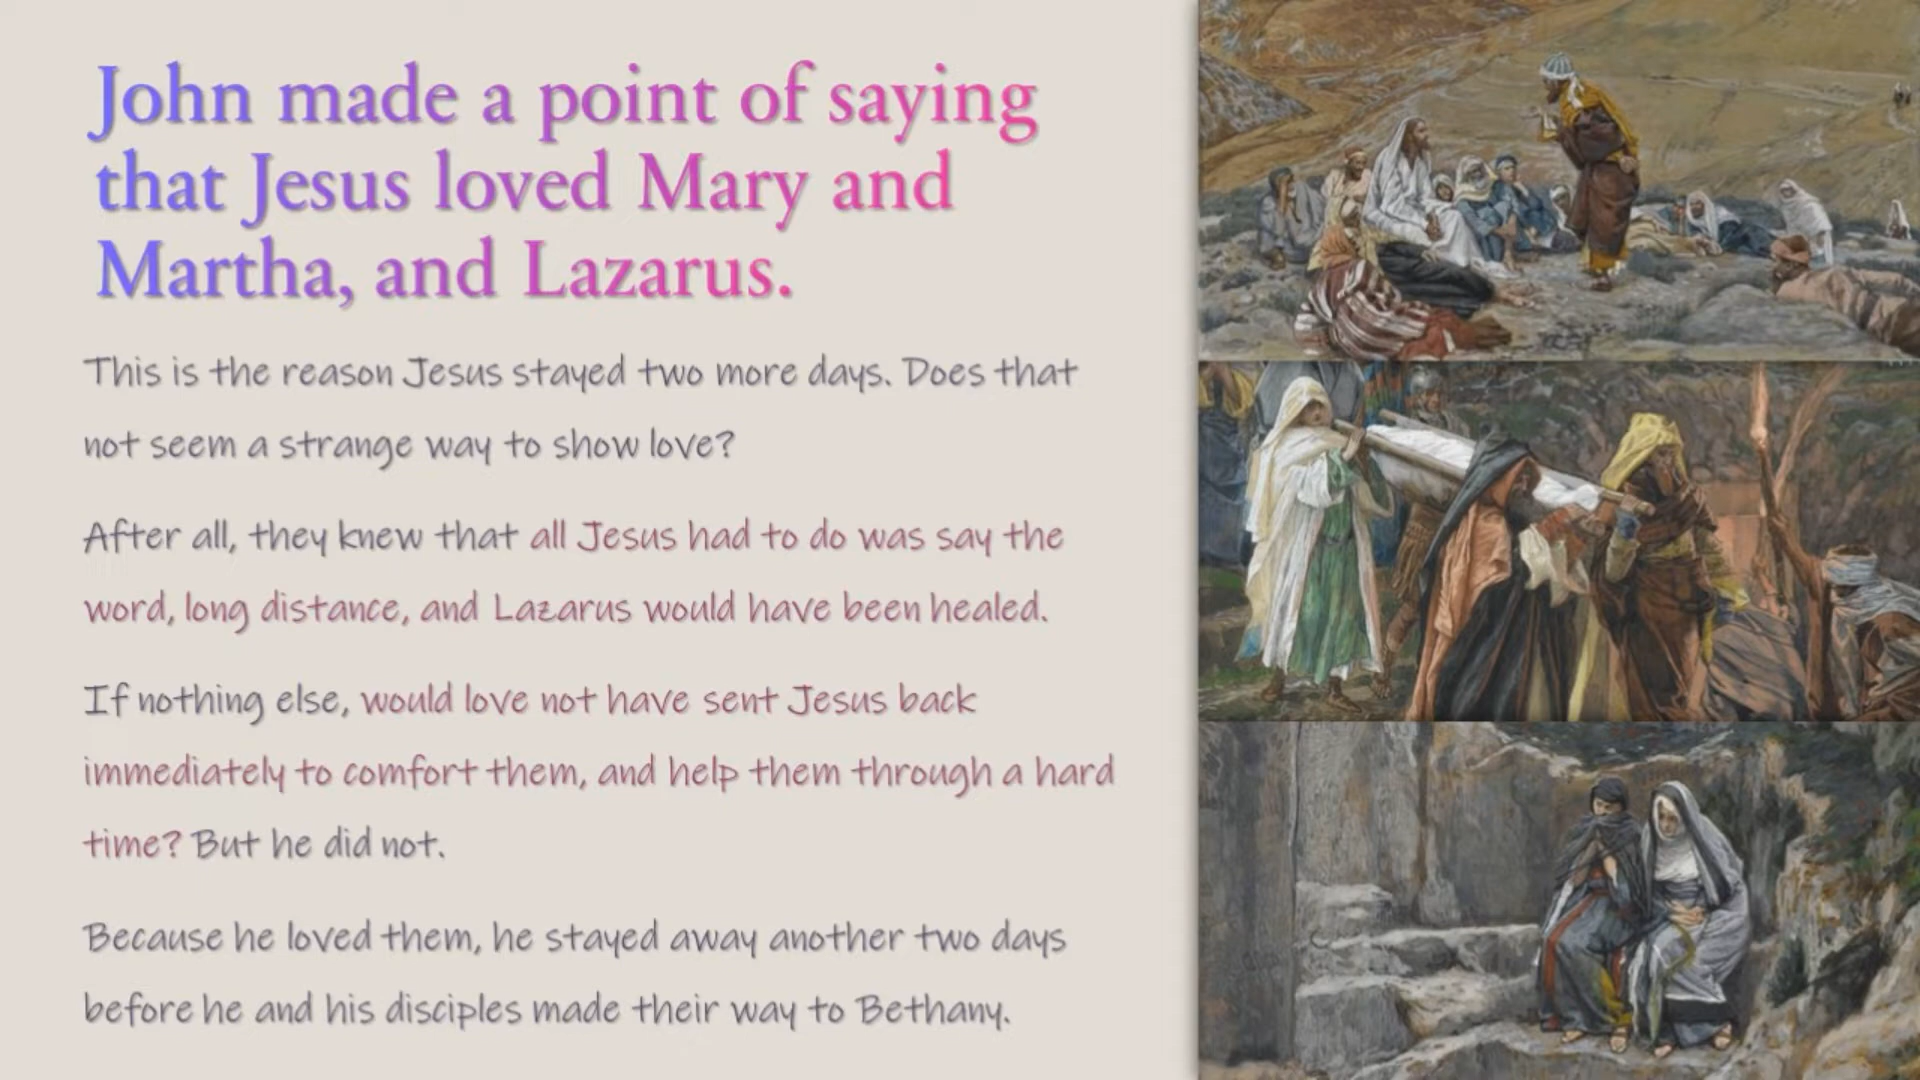 John made a point of saying
that Jesus loved Mary and
Martha, and Lazarus.
This is the reason Jesus stayed two more days. Does that
not seem a strange way to show love?
After all, they knew that all Jesus had to do was say the
word, long distance, and Lazarus would have been healed.
If nothing else, would love not have sent Jesus back
immediately to comfort them, and help them through a hard
time? But he did not.
Because he loved them, he stayed away another two days
before he and his disciples made their way to Bethany.